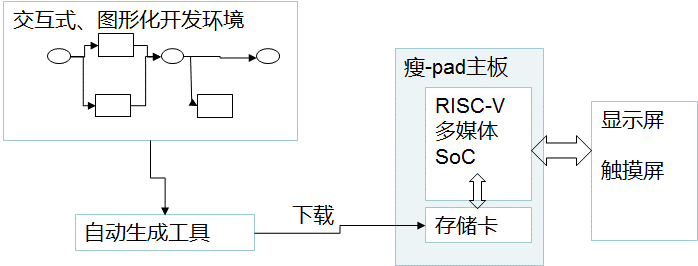 交互式、图形化开发环境
瘦-pad主板
RISC-V
多媒体
SoC
显示屏
触摸屏
自动生成工具
下载
存储卡